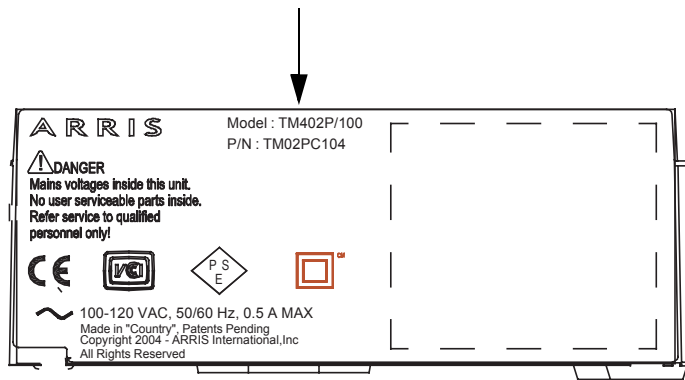 ARRIS
Model : TM402P/100
P/N : TM02PC104
DANGER
Mains voltages inside this unit.
No user serviceable parts inside.
Refer service to qualified
personnel only!
CE
VCI
P S
E
100-120 VAC, 50/60 Hz, 0.5 A MAX
Made in "Country", Patents Pending
Copyright 2004 - ARRIS International,Inc
All Rights Reserved